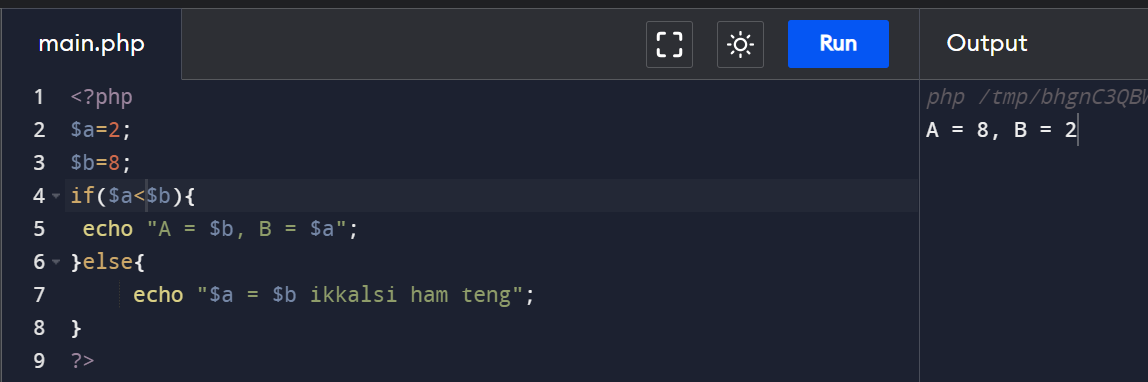 main.php
Run
Output
1 <?php
2 $a=2;
3 $b=8;
4 if($a<$b){
5 echo "A = $b, B = $a";
6 }else{
7 echo "$a = $b ikkalsi ham teng";
8 }
9 ?>
php /tmp/bhgnC3QBW
A = 8, B = 2